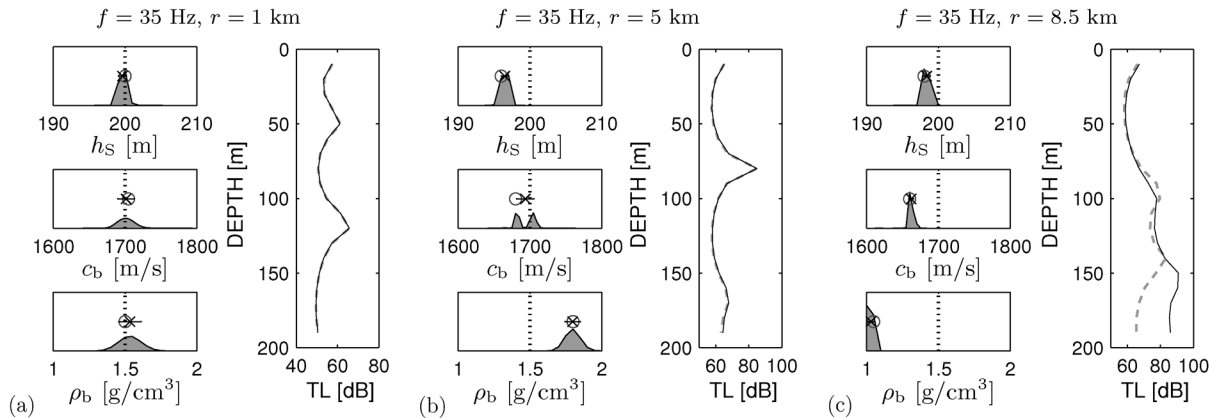 f = 35 Hz, r = 1 km
190 200 210
h_S [m]
1600 1700 1800
c_b [m/s]
1 1.5 2
(a) ρ_b [g/cm³]
0
50
100
150
200
DEPTH [m]
40 60 80
TL [dB]
f = 35 Hz, r = 5 km
190 200 210
h_S [m]
1600 1700 1800
c_b [m/s]
1 1.5 2
(b) ρ_b [g/cm³]
0
50
100
150
200
DEPTH [m]
60 80 100
TL [dB]
f = 35 Hz, r = 8.5 km
190 200 210
h_S [m]
1600 1700 1800
c_b [m/s]
1 1.5 2
(c) ρ_b [g/cm³]
0
50
100
150
200
DEPTH [m]
60 80 100
TL [dB]